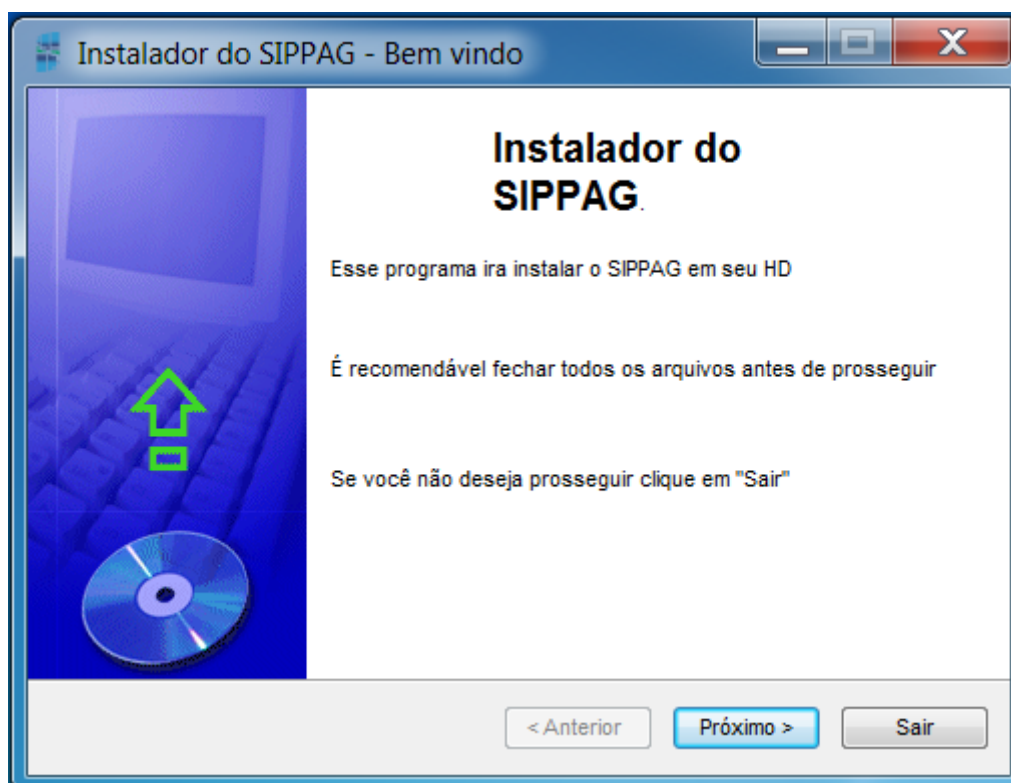 Instalador do SIPPAG - Bem vindo
Instalador do
SIPPAG.
Esse programa ira instalar o SIPPAG em seu HD
É recomendável fechar todos os arquivos antes de prosseguir
Se você não deseja prosseguir clique em "Sair"
< Anterior
Próximo >
Sair